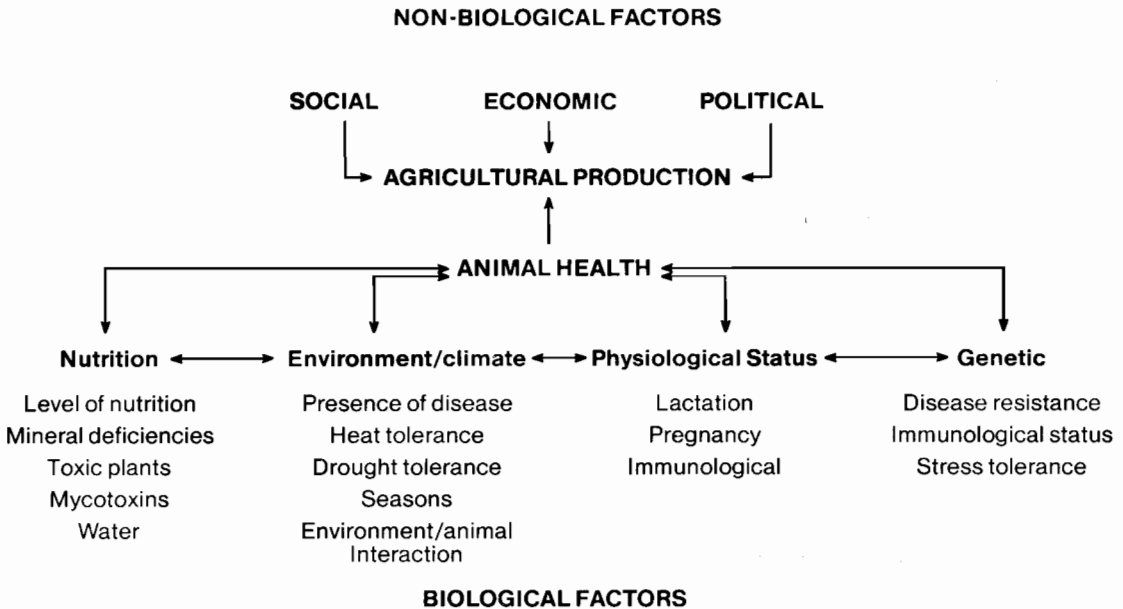 NON-BIOLOGICAL FACTORS
SOCIAL ECONOMIC POLITICAL
AGRICULTURAL PRODUCTION
ANIMAL HEALTH
Nutrition Environment/climate Physiological Status Genetic
Level of nutrition Presence of disease Lactation Disease resistance
Mineral deficiencies Heat tolerance Pregnancy Immunological status
Toxic plants Drought tolerance Immunological Stress tolerance
Mycotoxins Seasons
Water Environment/animal
Interaction
BIOLOGICAL FACTORS